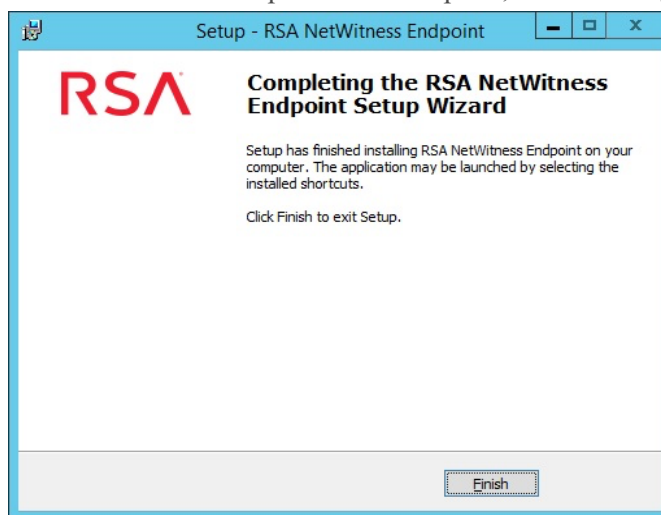 Setup - RSA NetWitness Endpoint
RSA
Completing the RSA NetWitness
Endpoint Setup Wizard
Setup has finished installing RSA NetWitness Endpoint on your
computer. The application may be launched by selecting the
installed shortcuts.
Click Finish to exit Setup.
Finish